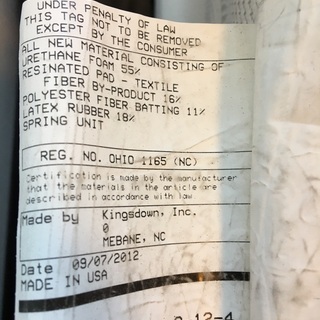 UNDER PENALTY OF LAW
THIS TAG NOT TO BE REMOVED
EXCEPT BY THE CONSUMER
ALL NEW MATERIAL CONSISTING OF
URETHANE FOAM 55%
RESINATED PAD - TEXTILE
FIBER BY-PRODUCT 16%
POLYESTER FIBER BATTING 11%
LATEX RUBBER 18%
SPRING UNIT
REG. NO. OHIO 1165 (NC)
Certification is made by the manufacturer
that the materials in the article are
described in accordance with law
Made by Kingsdown, Inc.
0
MEBANE, NC
Date 09/07/2012
MADE IN USA
12-4